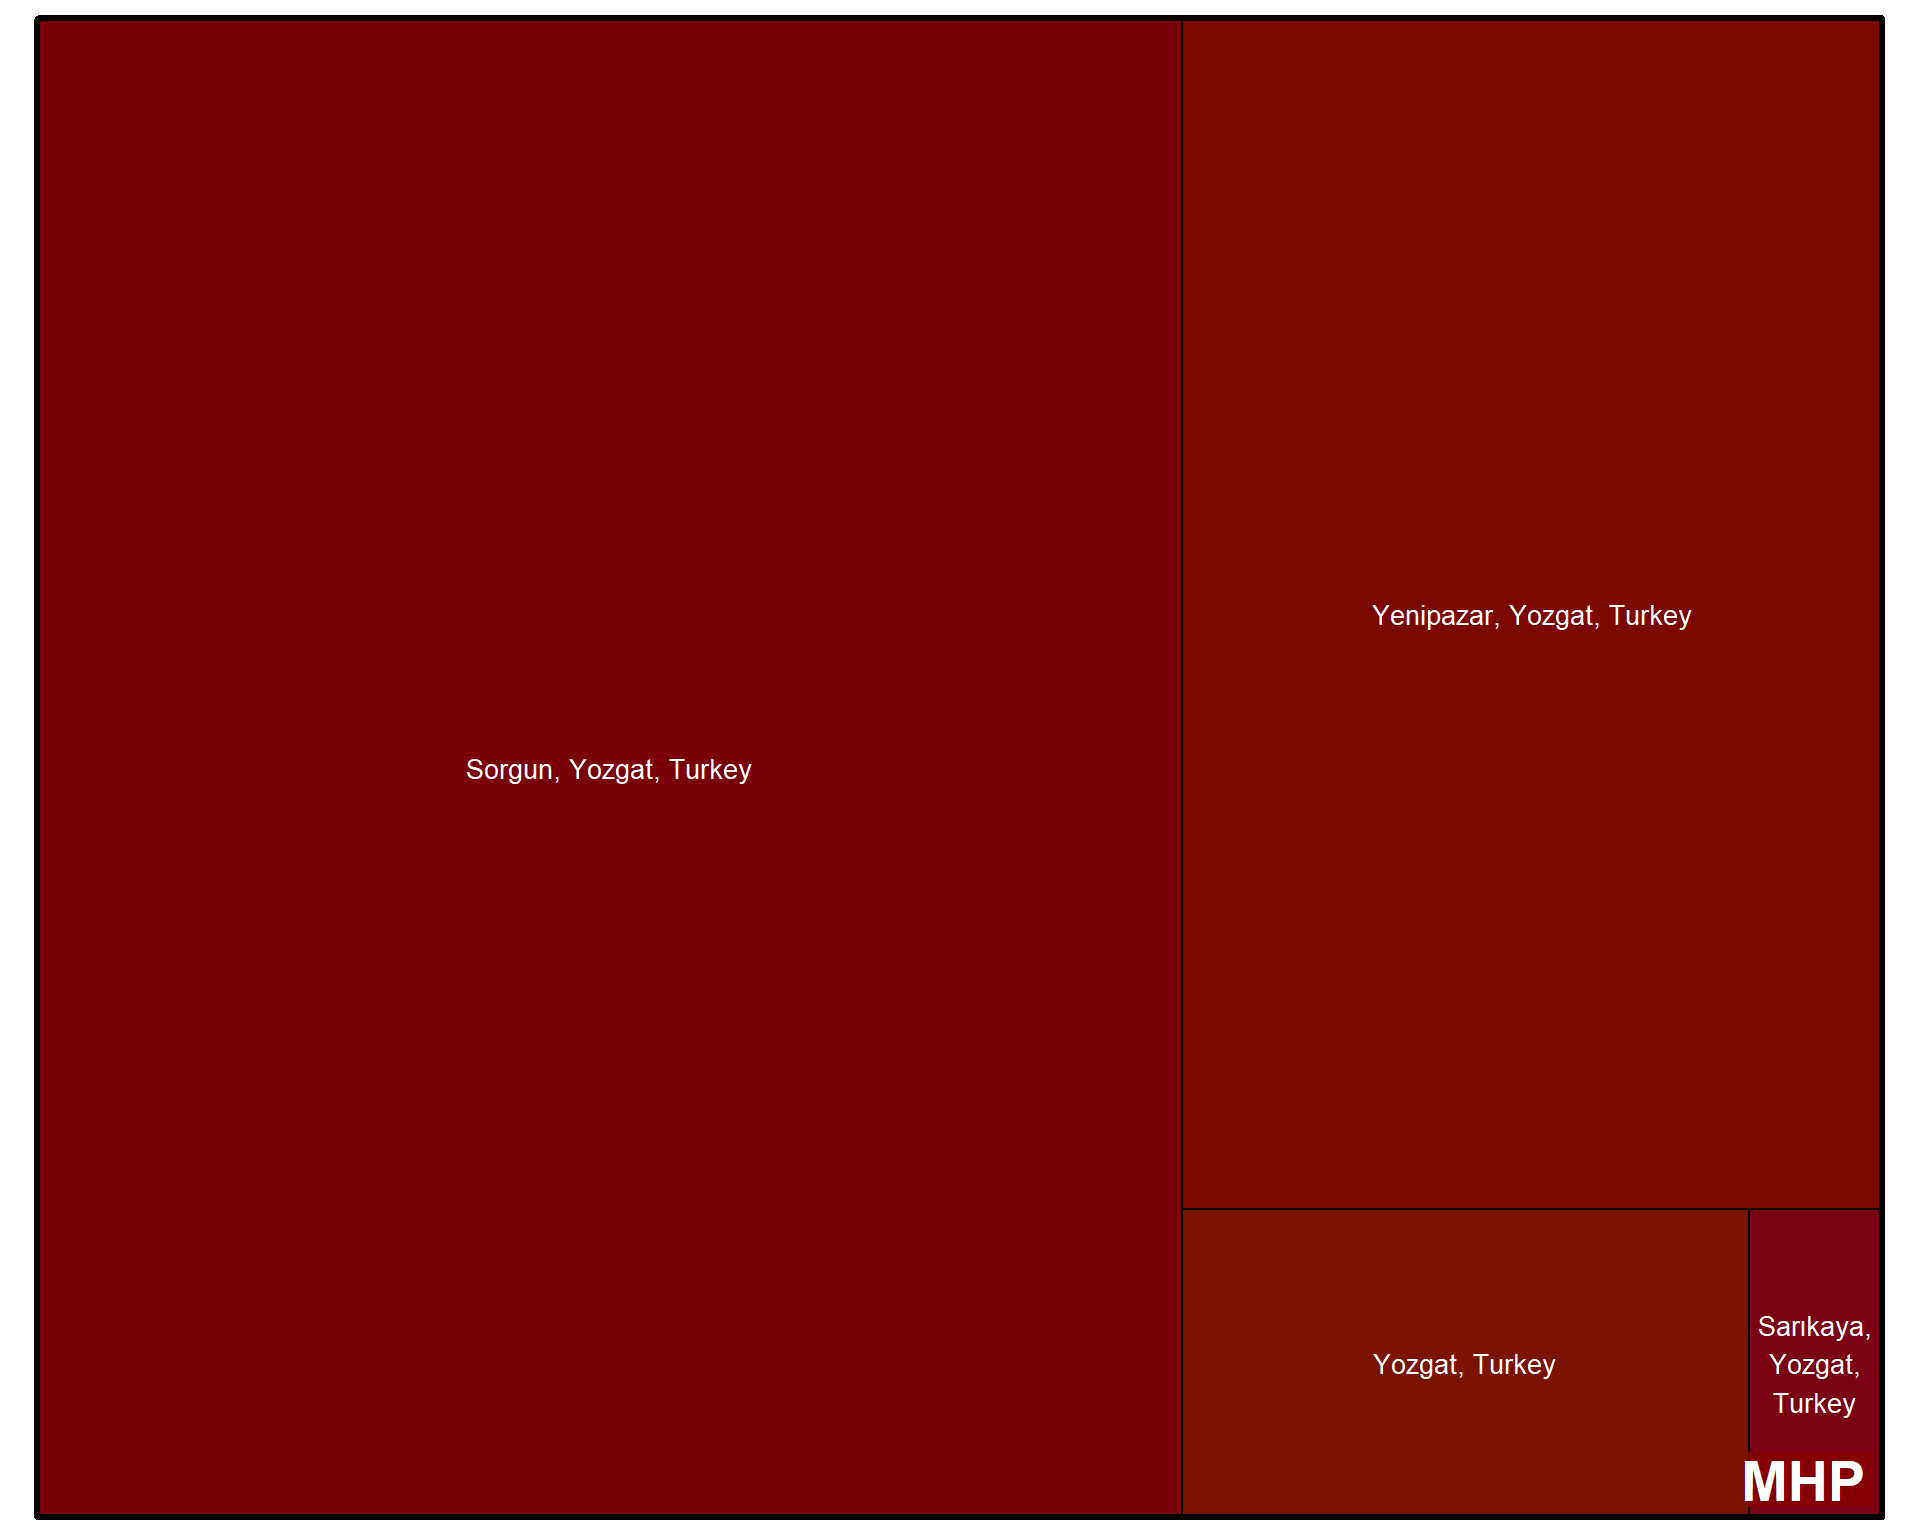 Sorgun, Yozgat, Turkey
Yenipazar, Yozgat, Turkey
Yozgat, Turkey
Sarıkaya,
Yozgat,
Turkey
MHP